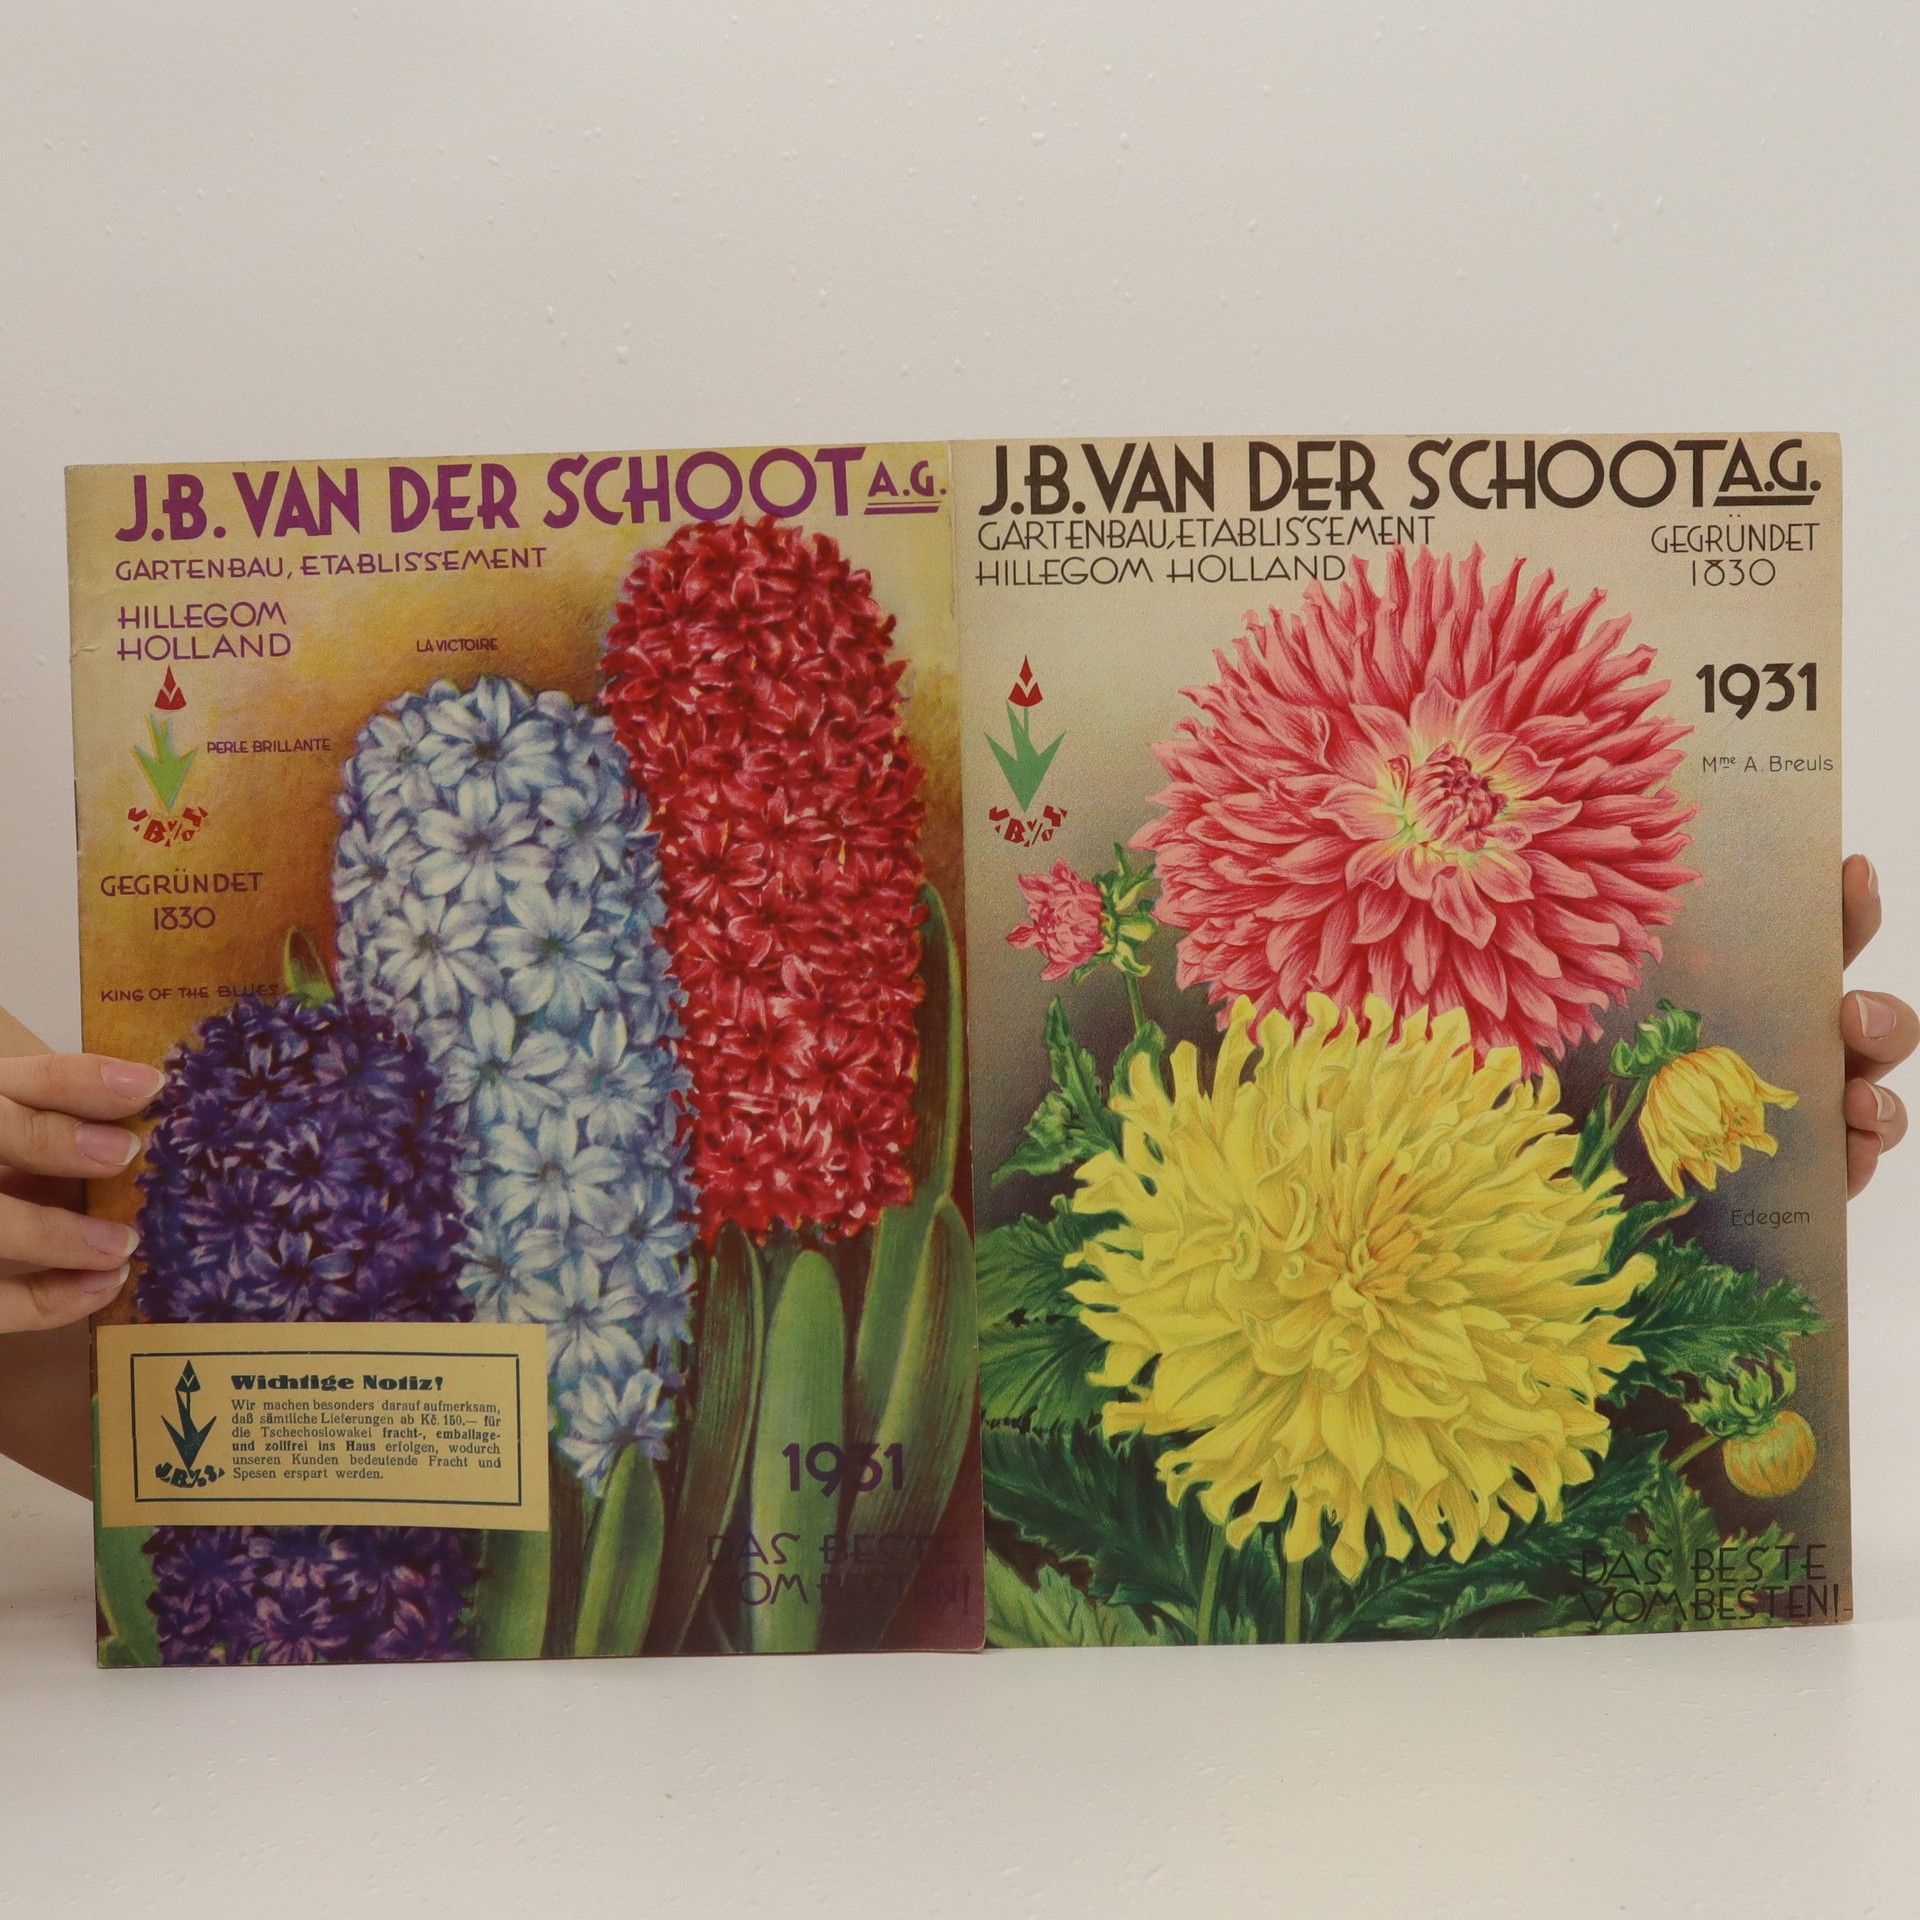 J.B. VAN DER SCHOOT A.G.
GARTENBAU, ETABLISSEMENT
HILLEGOM
HOLLAND
LA VICTOIRE
PERLE BRILLANTE
J.B.v/d.S.
GEGRÜNDET
1830
KING OF THE BLUES
Wichtige Notiz!
Wir machen besonders darauf aufmerksam,
daß sämtliche Lieferungen ab Kč. 150.— für
die Tschechoslowakei fracht-, emballage-
und zollfrei ins Haus erfolgen, wodurch
unseren Kunden bedeutende Fracht und
Spesen erspart werden.
J.B.v/d.S.
1931
DAS BESTE
VOM BESTEN!
J.B. VAN DER SCHOOT A.G.
GARTENBAU, ETABLISSEMENT
HILLEGOM HOLLAND
GEGRÜNDET
1830
1931
Mme A. Breuls
J.B.v/d.S.
Edegem
DAS BESTE
VOM BESTEN!